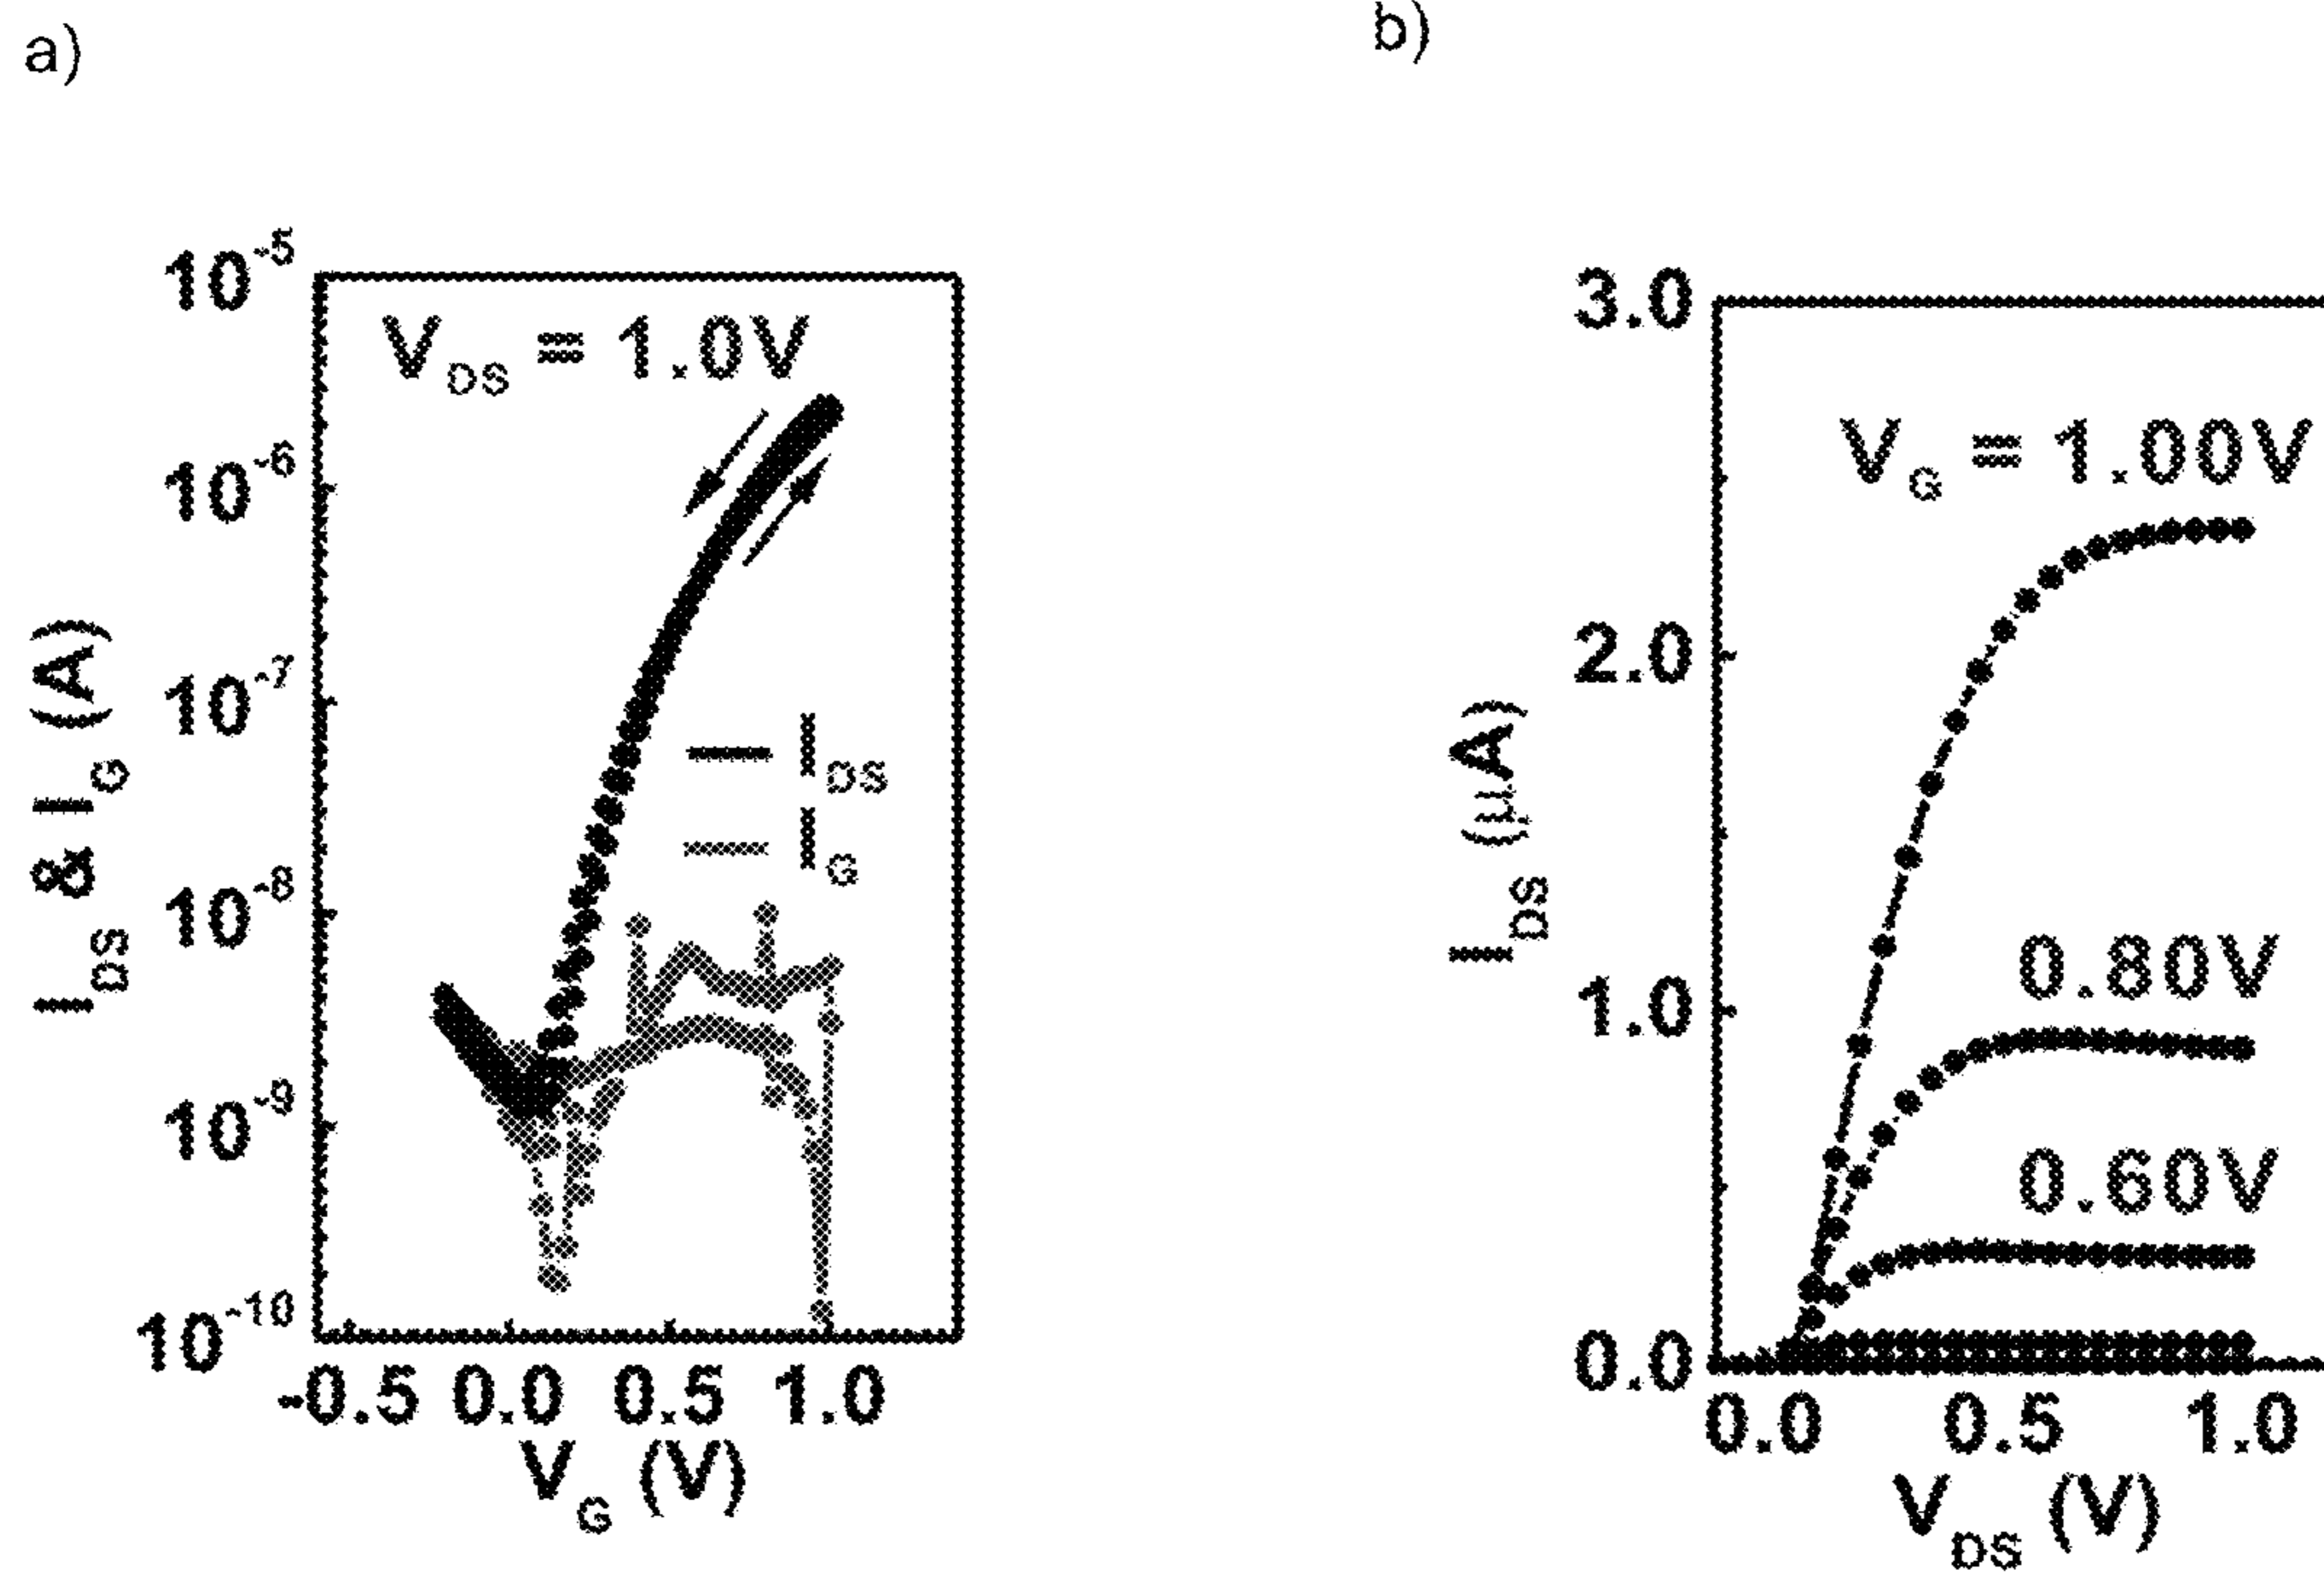 a)
10^-5
10^-6
10^-7
10^-8
10^-9
10^-10
I_DS & I_G (A)
V_DS = 1.0V
I_DS
I_G
-0.5 0.0 0.5 1.0
V_G (V)
b)
3.0
2.0
1.0
0.0
I_DS (µA)
V_G = 1.00V
0.80V
0.60V
0.0 0.5 1.0
V_DS (V)